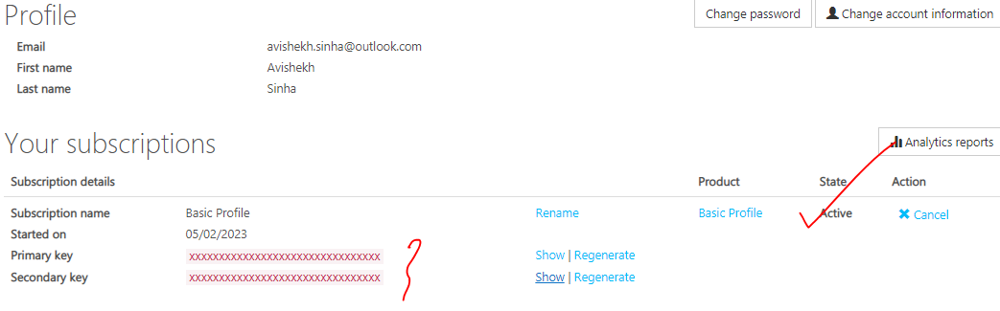 Profile
Change password
Change account information
Email avishekh.sinha@outlook.com
First name Avishekh
Last name Sinha
Your subscriptions
Analytics reports
Subscription details Product State Action
Subscription name Basic Profile Rename Basic Profile Active Cancel
Started on 05/02/2023
Primary key XXXXXXXXXXXXXXXXXXXXXXXXXXXXXXXX Show | Regenerate
Secondary key XXXXXXXXXXXXXXXXXXXXXXXXXXXXXXXX Show | Regenerate